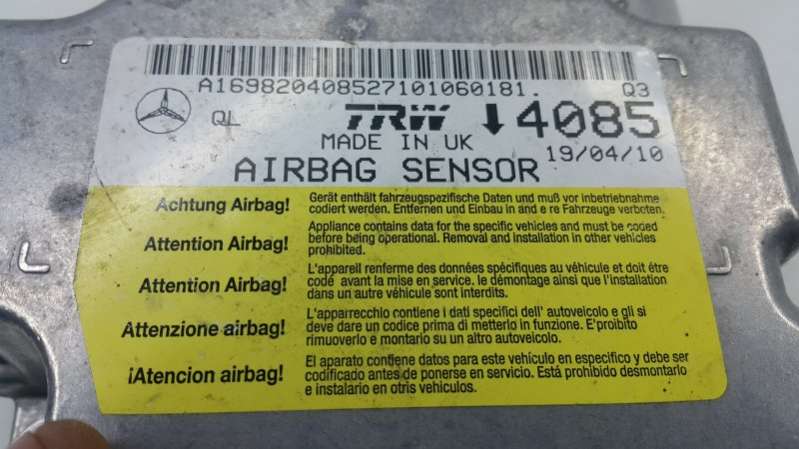 A169820408527101060181.
Q3
QL TRW ↓4085
MADE IN UK 19/04/10
AIRBAG SENSOR
Achtung Airbag!
Gerät enthält fahrzeugspezifische Daten und muß vor inbetriebnahme
codiert werden. Entfernen und Einbau in and e re Fahrzeuge verboten.
Attention Airbag!
Appliance contains data for the specific vehicles and must be coded
before being operational. Removal and installation in other vehicles
prohibited.
Attention Airbag!
L'appareil renferme des données spécifiques au véhicule et doit étre
codé avant la mise en service. le démontage ainsi que l'installation
dans un autre véhicule sont interdits.
Attenzione airbag!
L'apparecchio contiene i dati specifici dell' autoveicolo e gli si
deve dare un codice prima di metterlo in funzione. E'proibito
rimuoverlo e montario su un altro autoveicolo.
¡Atencion airbag!
El aparato contiene datos para este vehículo en especifico y debe ser
codificado antes de ponerse en servicio. Está prohibido desmontarlo
e instalario en otris vehículos.